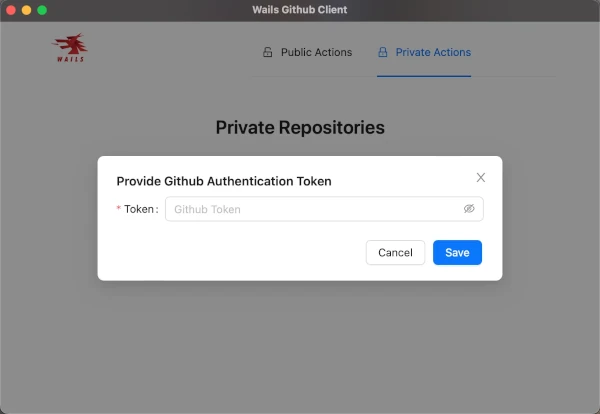 Wails Github Client
WAILS
Public Actions
Private Actions
Private Repositories
Provide Github Authentication Token
* Token:
Github Token
Cancel
Save